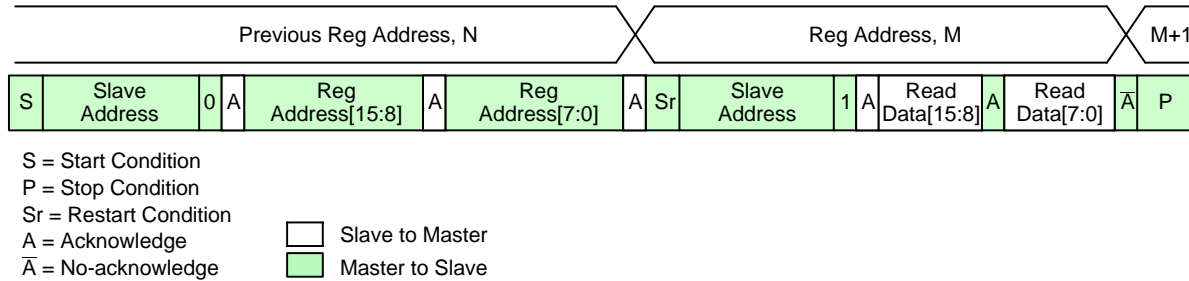 Previous Reg Address, N Reg Address, M M+1
S Slave Address 0 A Reg Address[15:8] A Reg Address[7:0] A Sr Slave Address 1 A Read Data[15:8] A Read Data[7:0] A̅ P
S = Start Condition
P = Stop Condition
Sr = Restart Condition
A = Acknowledge
A̅ = No-acknowledge
Slave to Master
Master to Slave